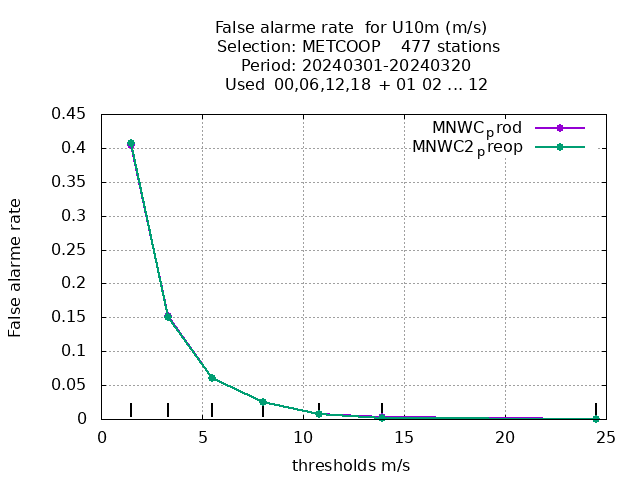 False alarme rate  for U10m (m/s)
Selection: METCOOP    477 stations
Period: 20240301-20240320
Used  00,06,12,18  + 01 02 ... 12
MNWC_prod
MNWC2_preop
0.45
0.4
0.35
0.3
0.25
0.2
0.15
0.1
0.05
0
False alarme rate
0 5 10 15 20 25
thresholds m/s